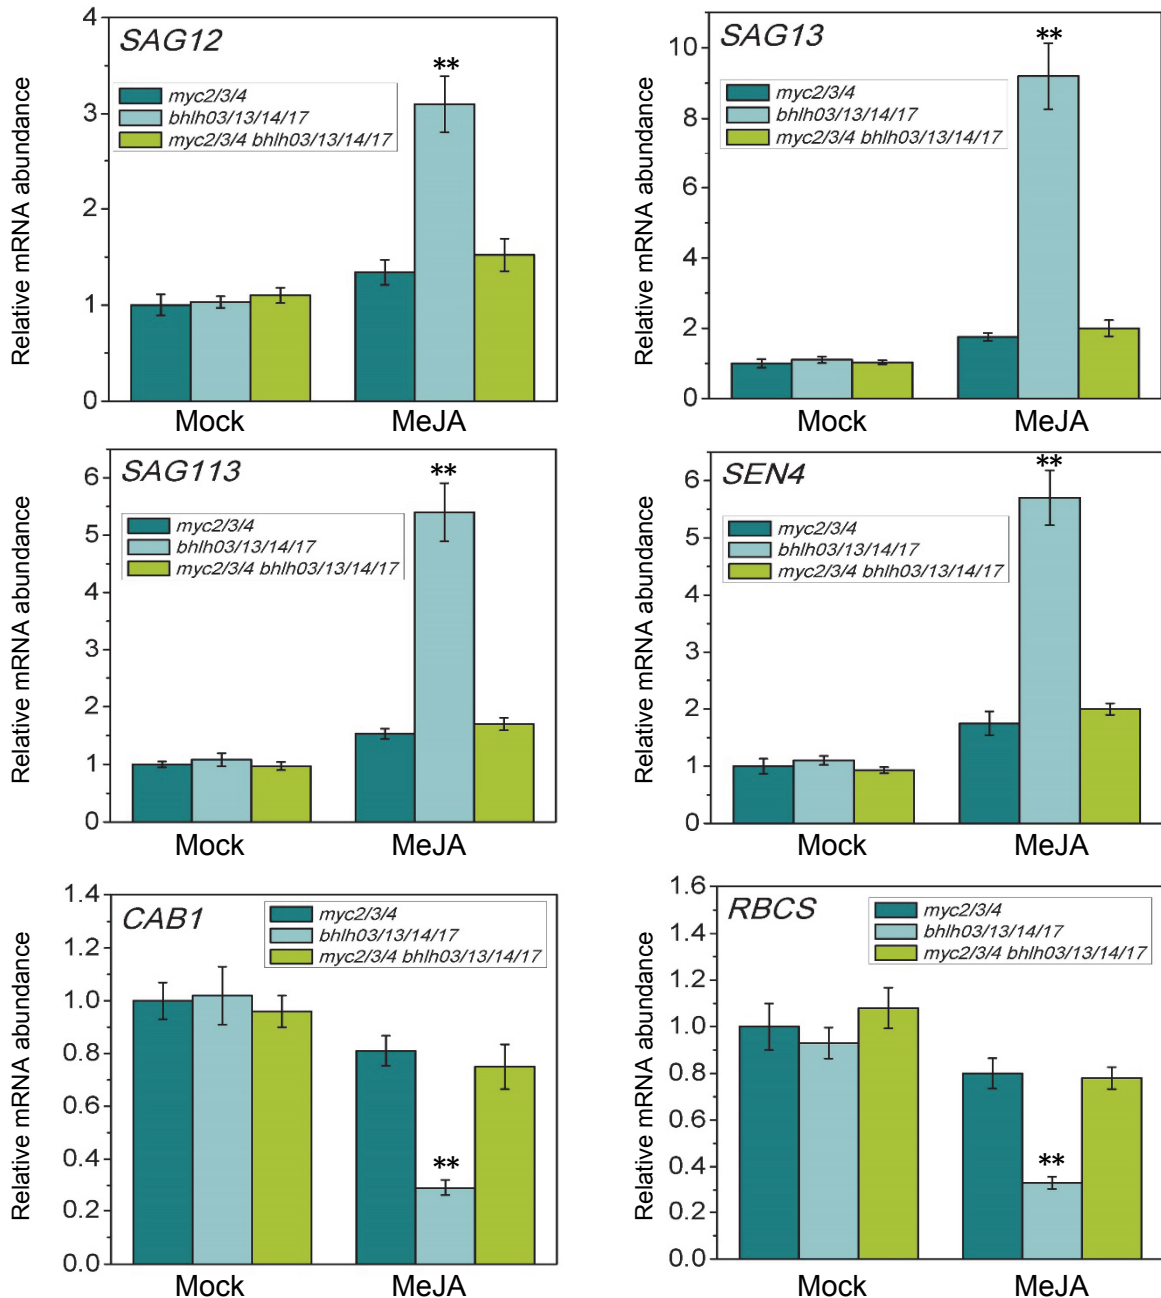 SAG12
Relative mRNA abundance
4
3
2
1
0
**
myc2/3/4
bhlh03/13/14/17
myc2/3/4 bhlh03/13/14/17
Mock MeJA
SAG13
Relative mRNA abundance
10
8
6
4
2
0
**
myc2/3/4
bhlh03/13/14/17
myc2/3/4 bhlh03/13/14/17
Mock MeJA
SAG113
Relative mRNA abundance
6
5
4
3
2
1
0
**
myc2/3/4
bhlh03/13/14/17
myc2/3/4 bhlh03/13/14/17
Mock MeJA
SEN4
Relative mRNA abundance
6
5
4
3
2
1
0
**
myc2/3/4
bhlh03/13/14/17
myc2/3/4 bhlh03/13/14/17
Mock MeJA
CAB1
Relative mRNA abundance
1.4
1.2
1.0
0.8
0.6
0.4
0.2
0.0
myc2/3/4
bhlh03/13/14/17
myc2/3/4 bhlh03/13/14/17
**
Mock MeJA
RBCS
Relative mRNA abundance
1.6
1.4
1.2
1.0
0.8
0.6
0.4
0.2
0.0
myc2/3/4
bhlh03/13/14/17
myc2/3/4 bhlh03/13/14/17
**
Mock MeJA